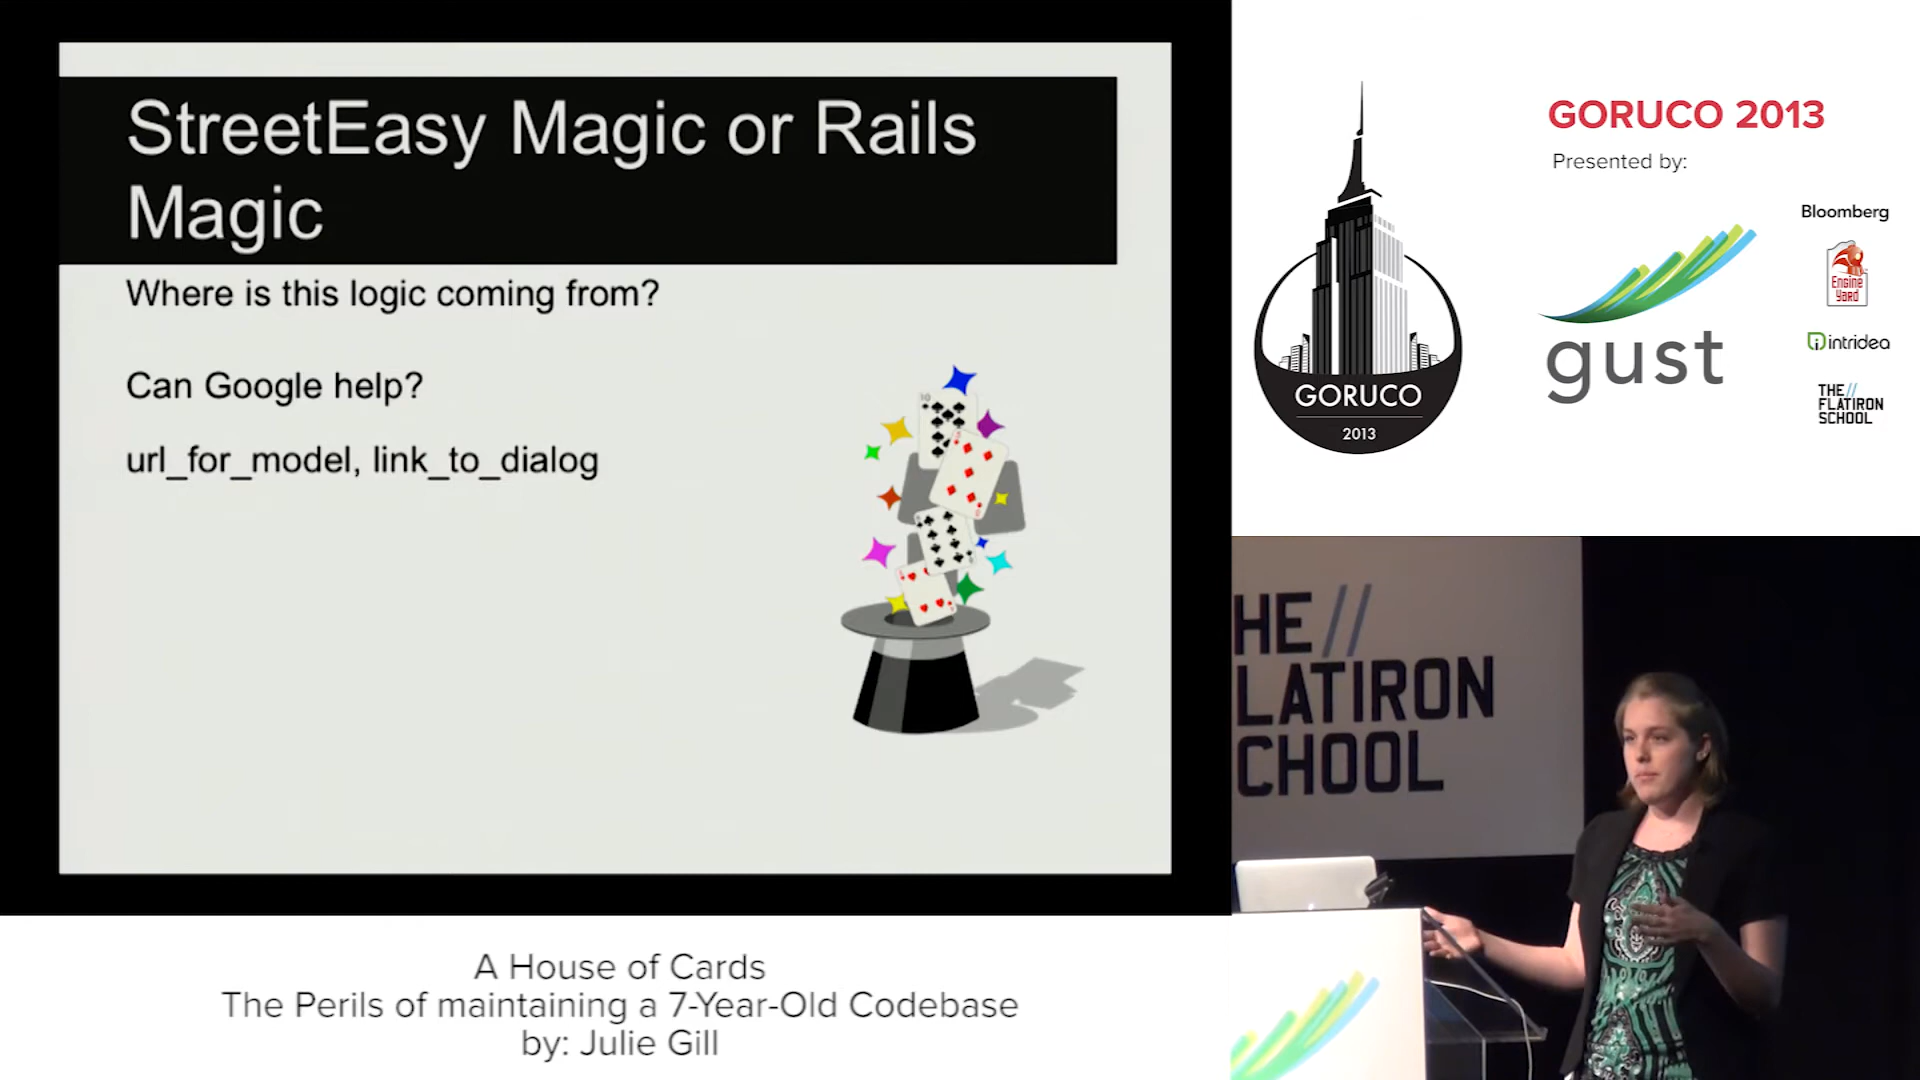 StreetEasy Magic or Rails
Magic
Where is this logic coming from?
Can Google help?
url_for_model, link_to_dialog
A House of Cards
The Perils of maintaining a 7-Year-Old Codebase
by: Julie Gill
GORUCO 2013
Presented by:
GORUCO
2013
gust
Bloomberg
Engine
Yard
intridea
THE//
FLATIRON
SCHOOL
HE//
LATIRON
CHOOL